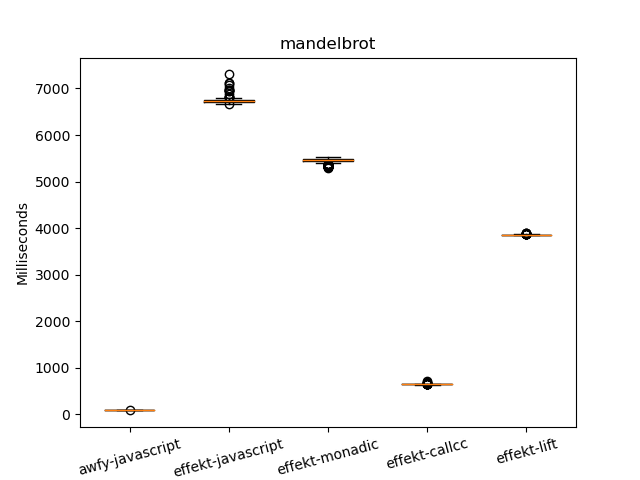 mandelbrot
7000
6000
5000
4000
3000
2000
1000
0
Milliseconds
awfy-javascript
effekt-javascript
effekt-monadic
effekt-callcc
effekt-lift